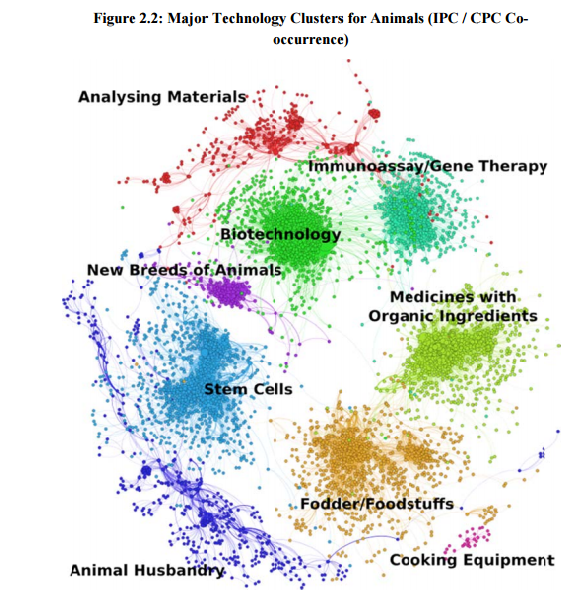 Figure 2.2: Major Technology Clusters for Animals (IPC / CPC Co-
occurrence)
Analysing Materials
Immunoassay/Gene Therapy
Biotechnology
New Breeds of Animals
Medicines with
Organic Ingredients
Stem Cells
Fodder/Foodstuffs
Cooking Equipment
Animal Husbandry